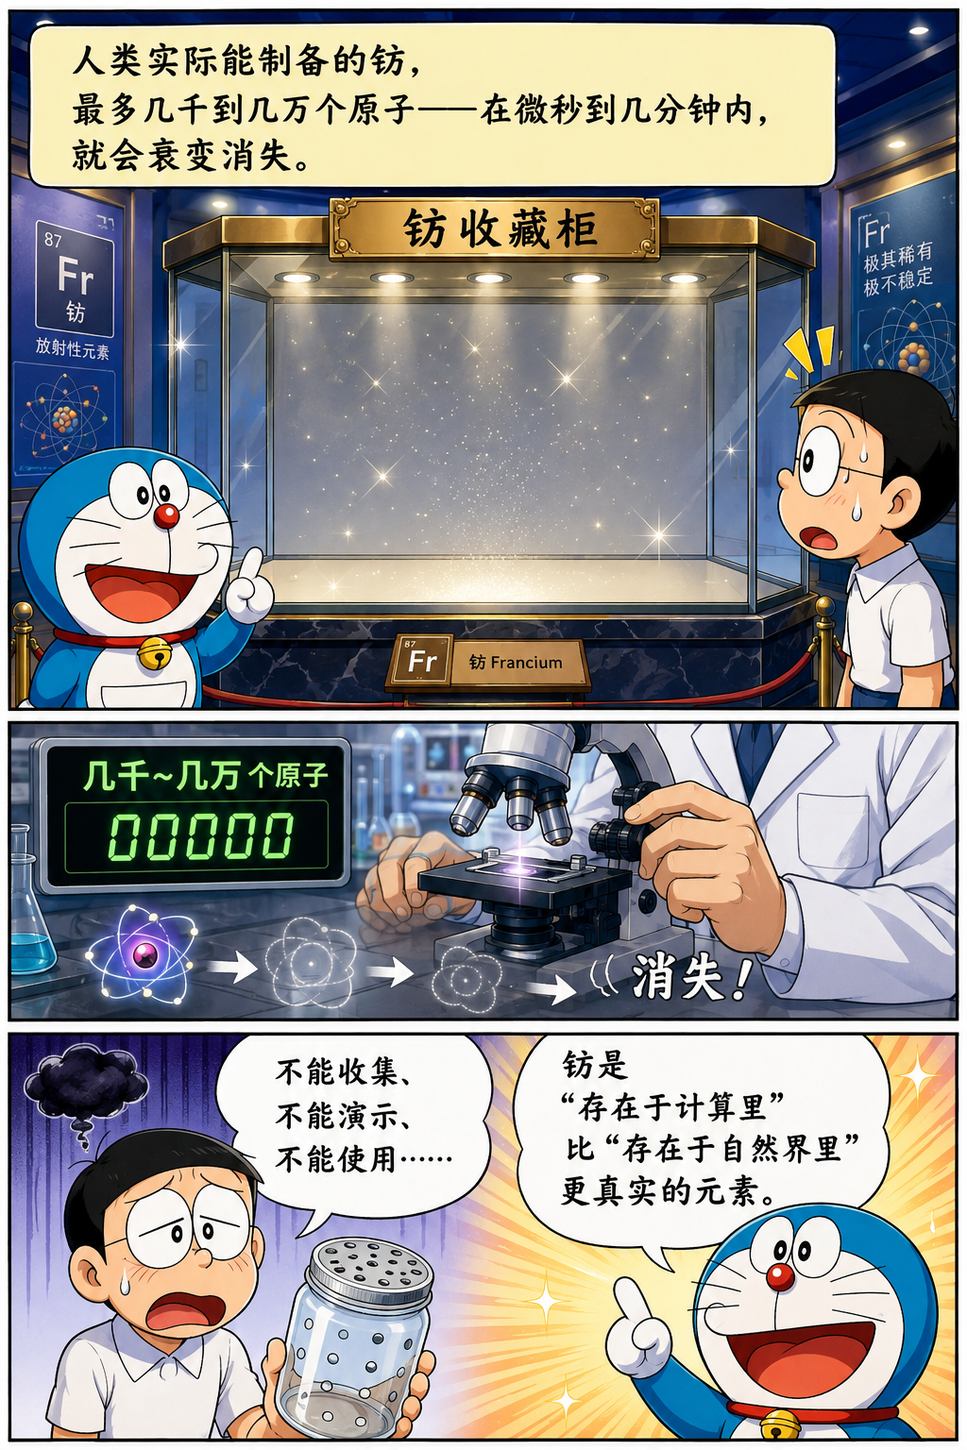 人类实际能制备的钫，
最多几千到几万个原子——在微秒到几分钟内，
就会衰变消失。
钫收藏柜
87
Fr
钫
放射性元素
Fr
极其稀有
极不稳定
87
Fr
钫 Francium
几千~几万个原子
00000
消失！
不能收集、
不能演示、
不能使用……
钫是
“存在于计算里”
比“存在于自然界里”
更真实的元素。